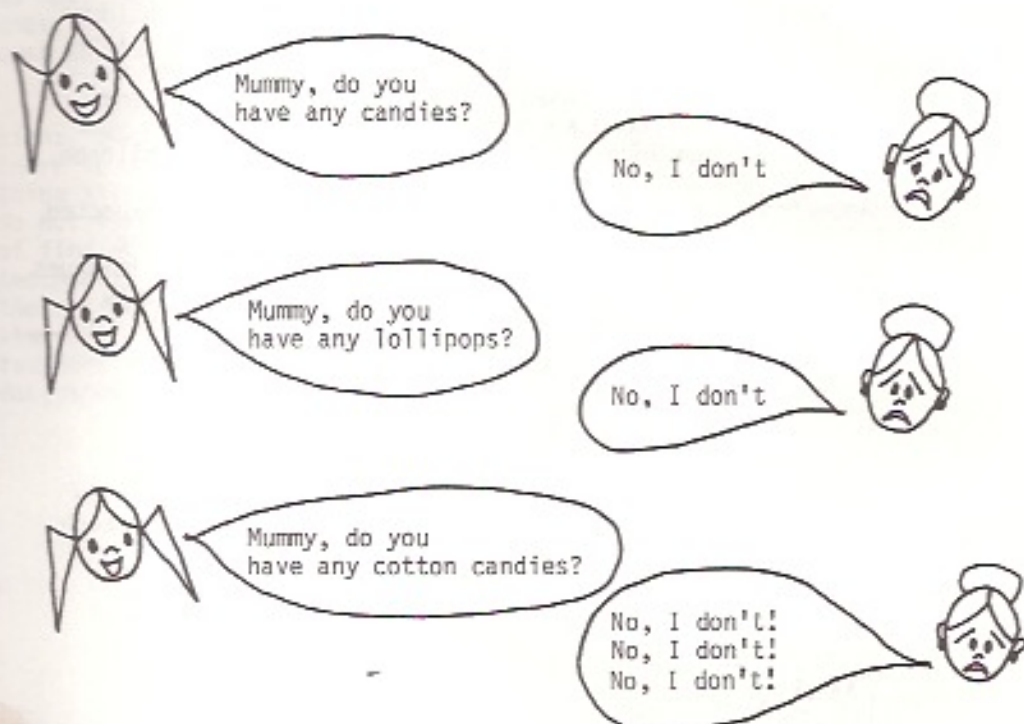 Mummy, do you
have any candies?
No, I don't
Mummy, do you
have any lollipops?
No, I don't
Mummy, do you
have any cotton candies?
No, I don't!
No, I don't!
No, I don't!